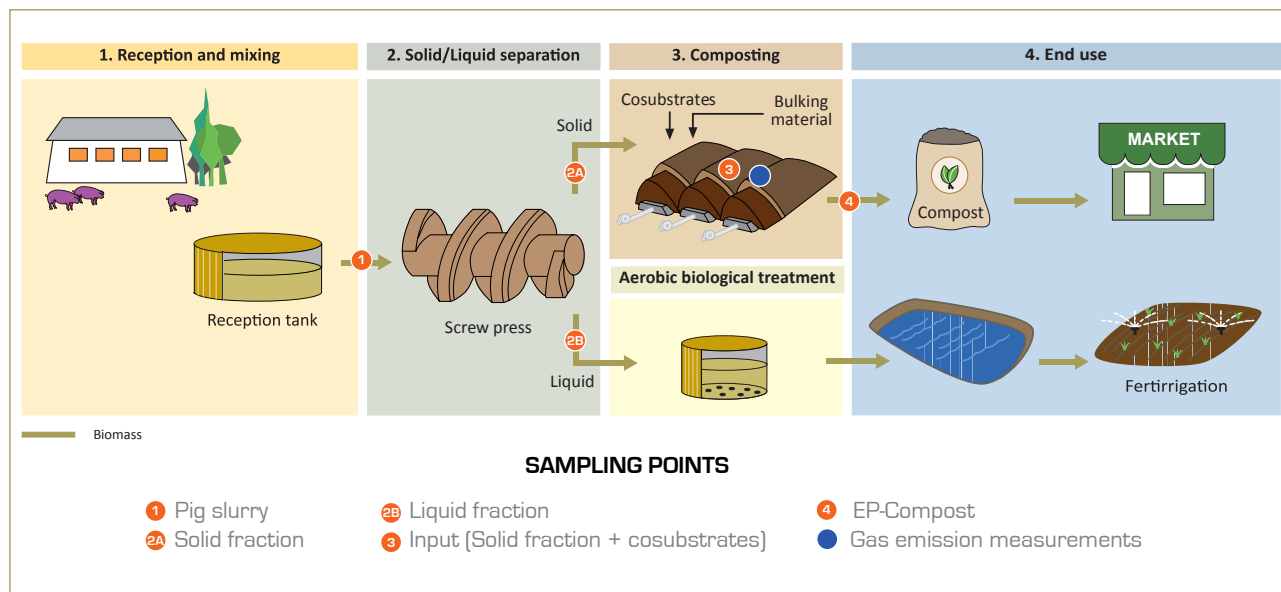 1. Reception and mixing
2. Solid/Liquid separation
3. Composting
4. End use
Cosubstrates
Bulking
material
Solid
2A
3
4
Compost
MARKET
1
Reception tank
Screw press
2B
Liquid
Aerobic biological treatment
Fertirrigation
Biomass
SAMPLING POINTS
1 Pig slurry
2A Solid fraction
2B Liquid fraction
3 Input (Solid fraction + cosubstrates)
4 EP-Compost
Gas emission measurements